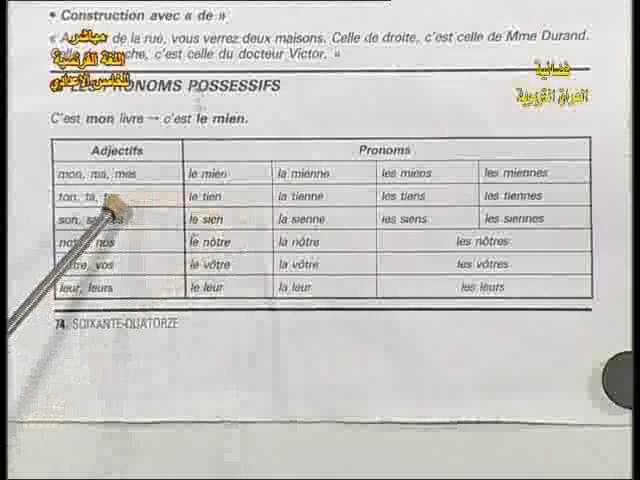 • Construction avec « de »
« A de la rue, vous verrez deux maisons. Celle de droite, c'est celle de Mme Durand.
c'est celle du docteur Victor. »
مباشر
اللغة الفرنسية
الخامس الاعدادي
فضائية
العراق التربوية
PRONOMS POSSESSIFS
C'est mon livre → c'est le mien.
Adjectifs Pronoms
mon, ma, mes le mien la mienne les miens les miennes
ton, ta, le tien la tienne les tiens les tiennes
son, le sien la sienne les siens les siennes
nos le nôtre la nôtre les nôtres
vos le vôtre la vôtre les vôtres
leur, leurs le leur la leur les leurs
74 SOIXANTE-QUATORZE